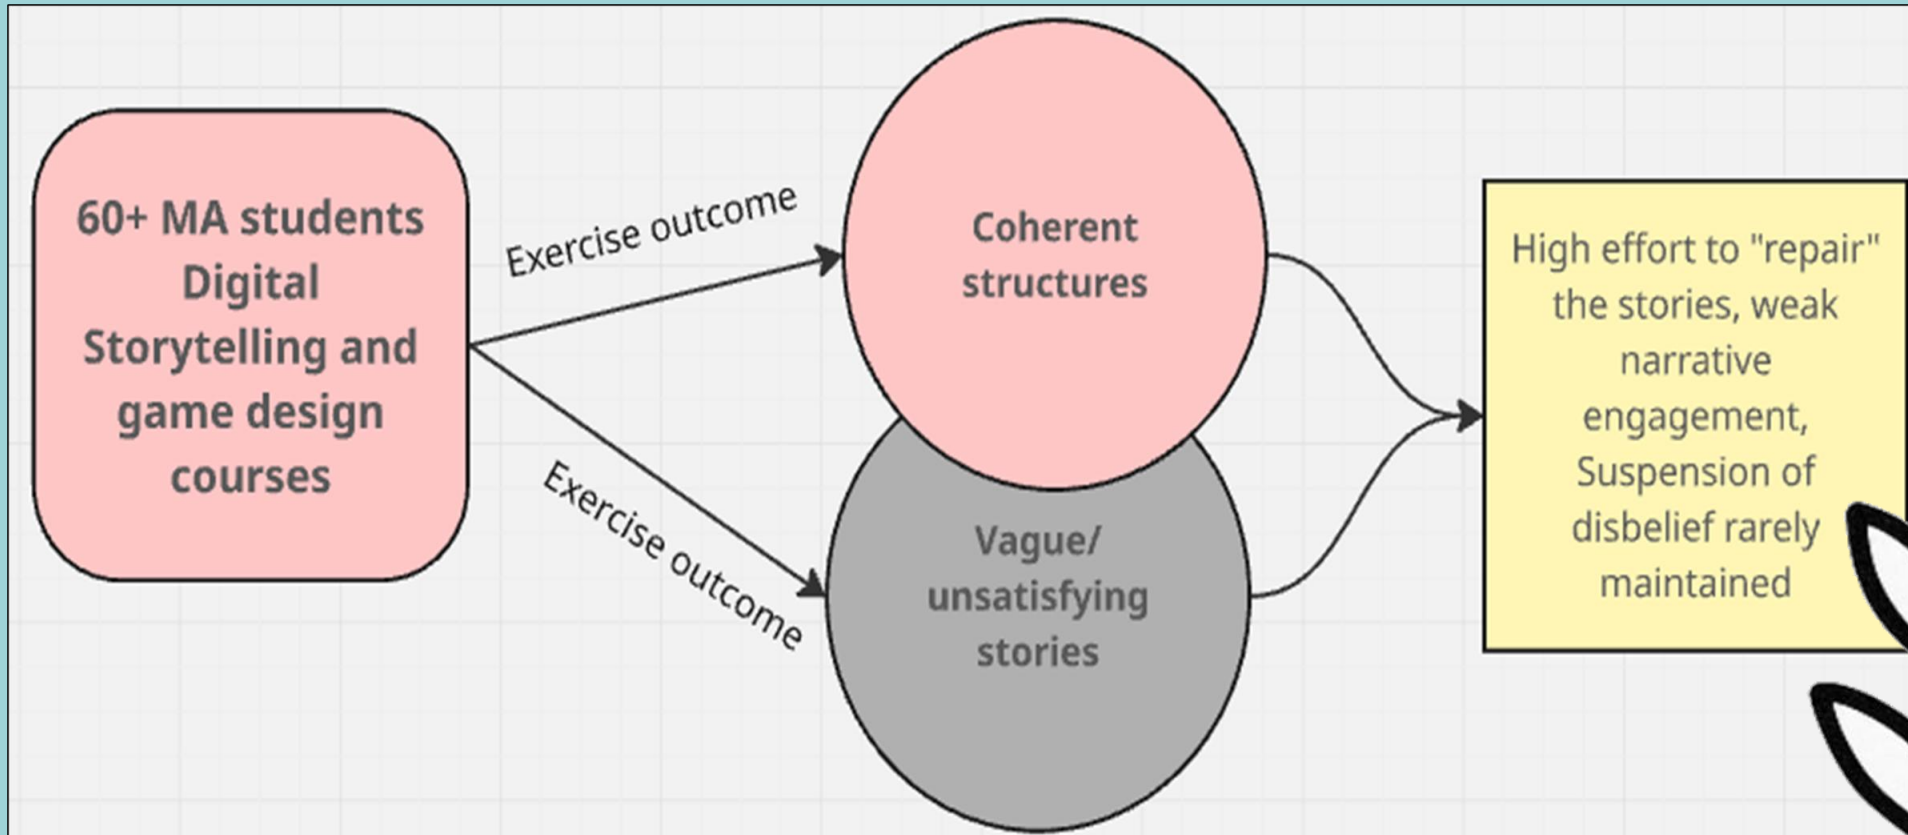 60+ MA students
Digital
Storytelling and
game design
courses
Exercise outcome
Exercise outcome
Coherent
structures
Vague/
unsatisfying
stories
High effort to "repair"
the stories, weak
narrative
engagement,
Suspension of
disbelief rarely
maintained